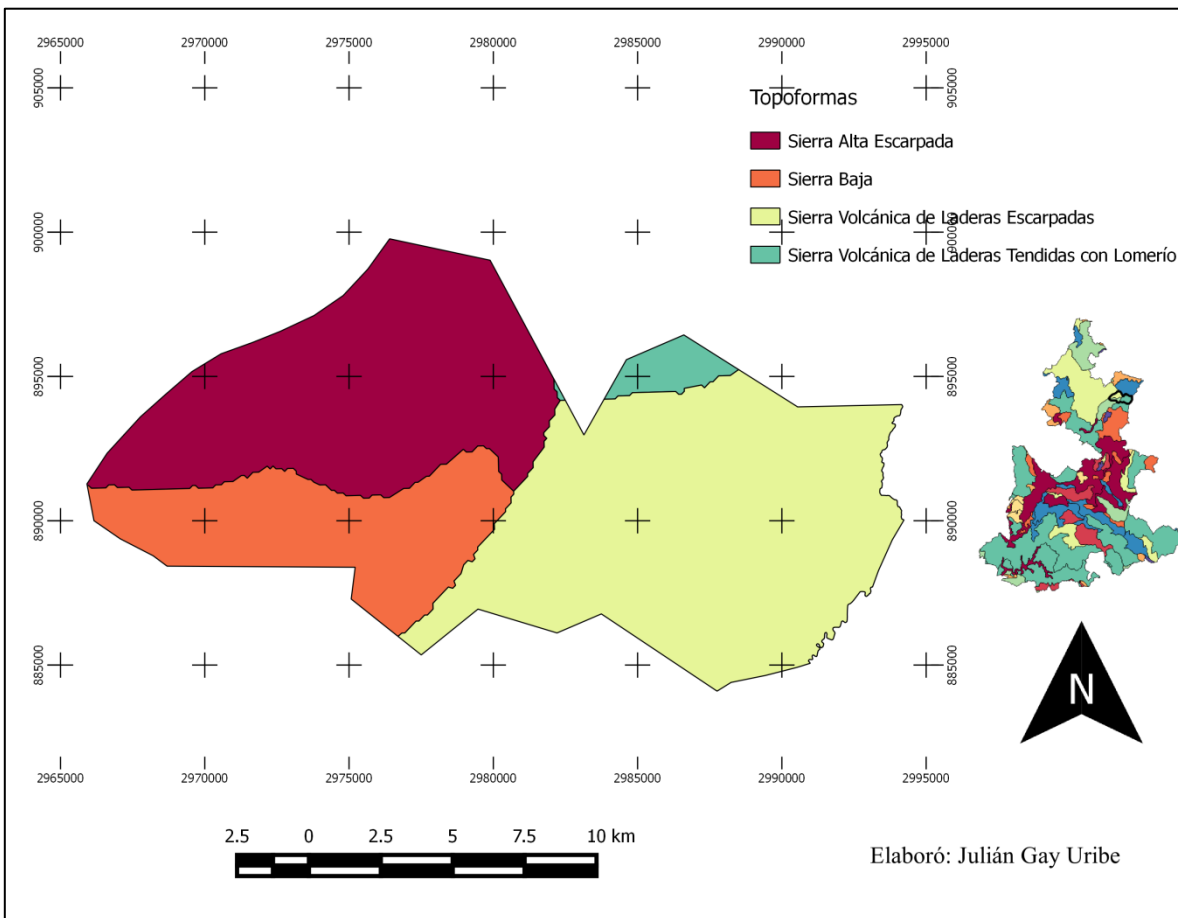 2965000 2970000 2975000 2980000 2985000 2990000 2995000
905000 905000
Topoformas
Sierra Alta Escarpada
Sierra Baja
Sierra Volcánica de Laderas Escarpadas
900000 900000
Sierra Volcánica de Laderas Tendidas con Lomerío
895000 895000
890000 890000
885000 885000
N
2965000 2970000 2975000 2980000 2985000 2990000 2995000
2.5 0 2.5 5 7.5 10 km
Elaboró: Julián Gay Uribe